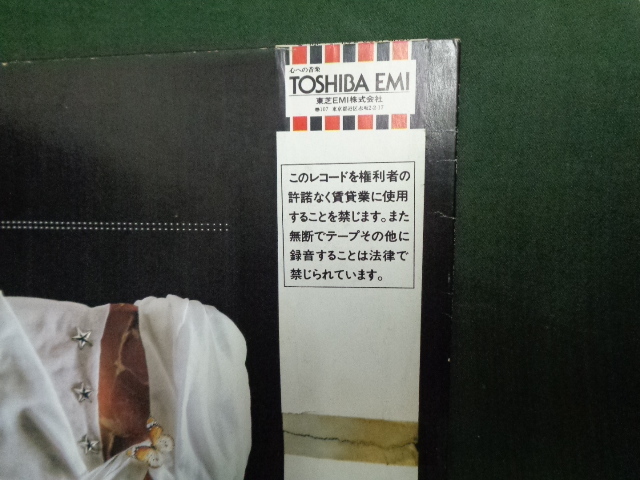 心への音楽
TOSHIBA EMI
東芝EMI株式会社
このレコードを権利者の
許諾なく賃貸業に使用
することを禁じます。また
無断でテープその他に
録音することは法律で
禁じられています。